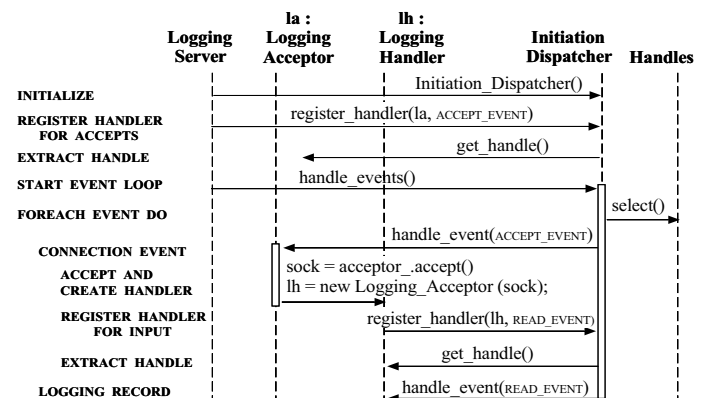 la :
Logging
Acceptor
lh :
Logging
Handler
Logging
Server
Initiation
Dispatcher
Handles
INITIALIZE
Initiation_Dispatcher()
REGISTER HANDLER
FOR ACCEPTS
register_handler(la, ACCEPT_EVENT)
EXTRACT HANDLE
get_handle()
START EVENT LOOP
handle_events()
FOREACH EVENT DO
select()
CONNECTION EVENT
handle_event(ACCEPT_EVENT)
ACCEPT AND
CREATE HANDLER
sock = acceptor_.accept()
lh = new Logging_Acceptor (sock);
REGISTER HANDLER
FOR INPUT
register_handler(lh, READ_EVENT)
EXTRACT HANDLE
get_handle()
LOGGING RECORD
handle_event(READ_EVENT)